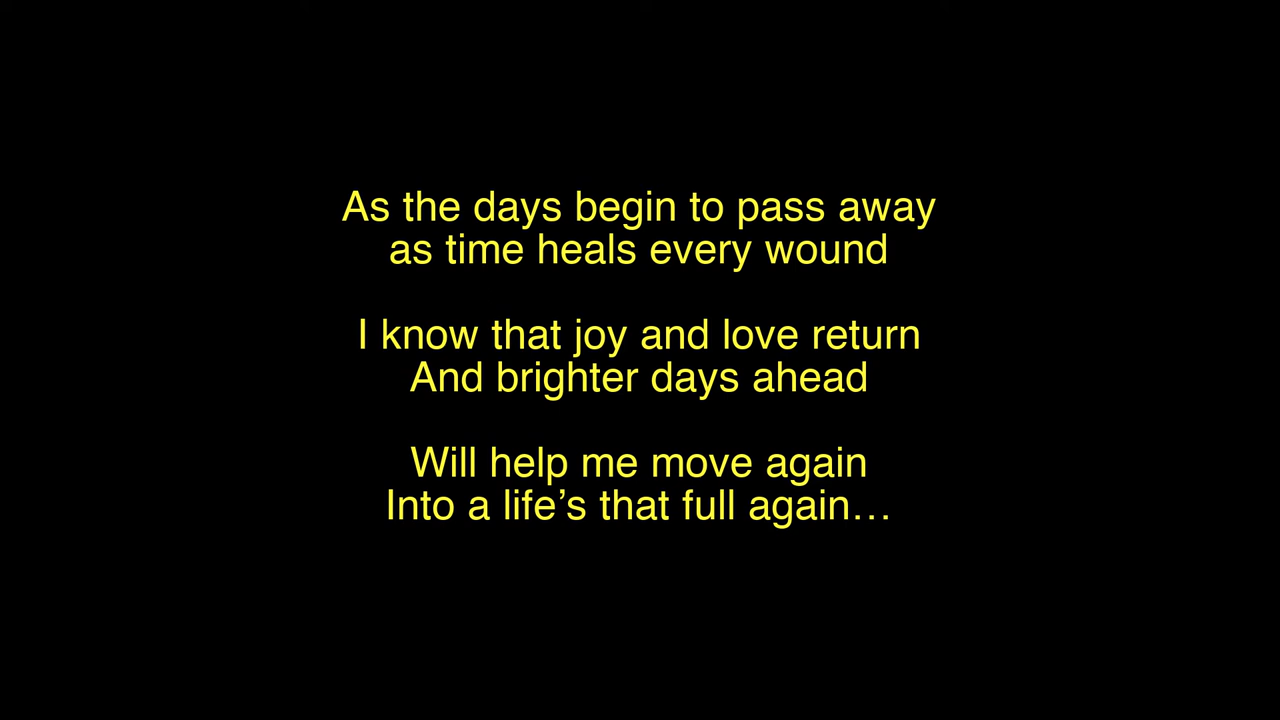 As the days begin to pass away
as time heals every wound
I know that joy and love return
And brighter days ahead
Will help me move again
Into a life’s that full again…